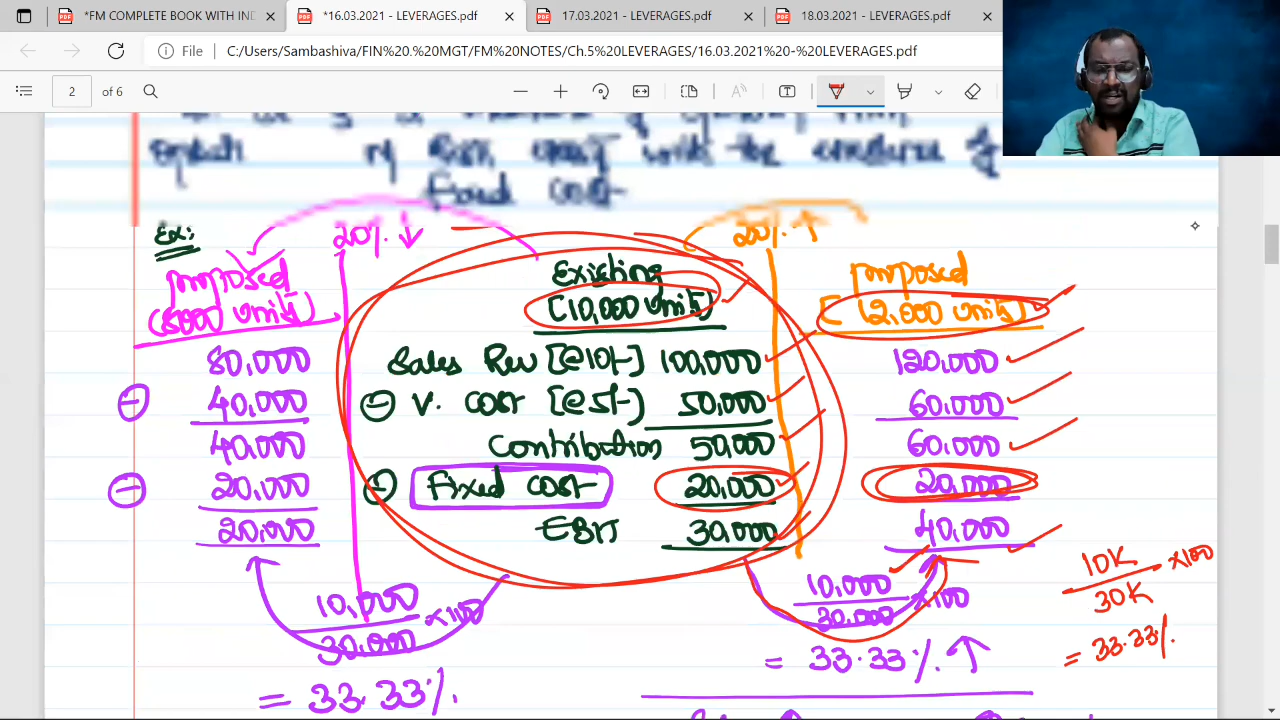 *FM COMPLETE BOOK WITH IND
*16.03.2021 - LEVERAGES.pdf
17.03.2021 - LEVERAGES.pdf
18.03.2021 - LEVERAGES.pdf
File C:/Users/Sambashiva/FIN%20.%20MGT/FM%20NOTES/Ch.5%20LEVERAGES/16.03.2021%20-%20LEVERAGES.pdf
2 of 6
with the
Fixed cost
Ex:
20% ↓
20% ↑
proposed
(8000 units)
Existing
(10,000 units)
proposed
(12,000 units)
80,000 Sales Rev [@10/-] 100,000 120,000
⊖ 40,000 ⊖ V. cost [@5/-] 50,000 60,000
40,000 Contribution 50,000 60,000
⊖ 20,000 ⊖ Fixed cost 20,000 20,000
20,000 EBIT 30,000 40,000
10,000
30,000 ×100
= 33.33%
10,000
30,000 ×100
= 33.33% ↑
10K
30K ×100
= 33.33%